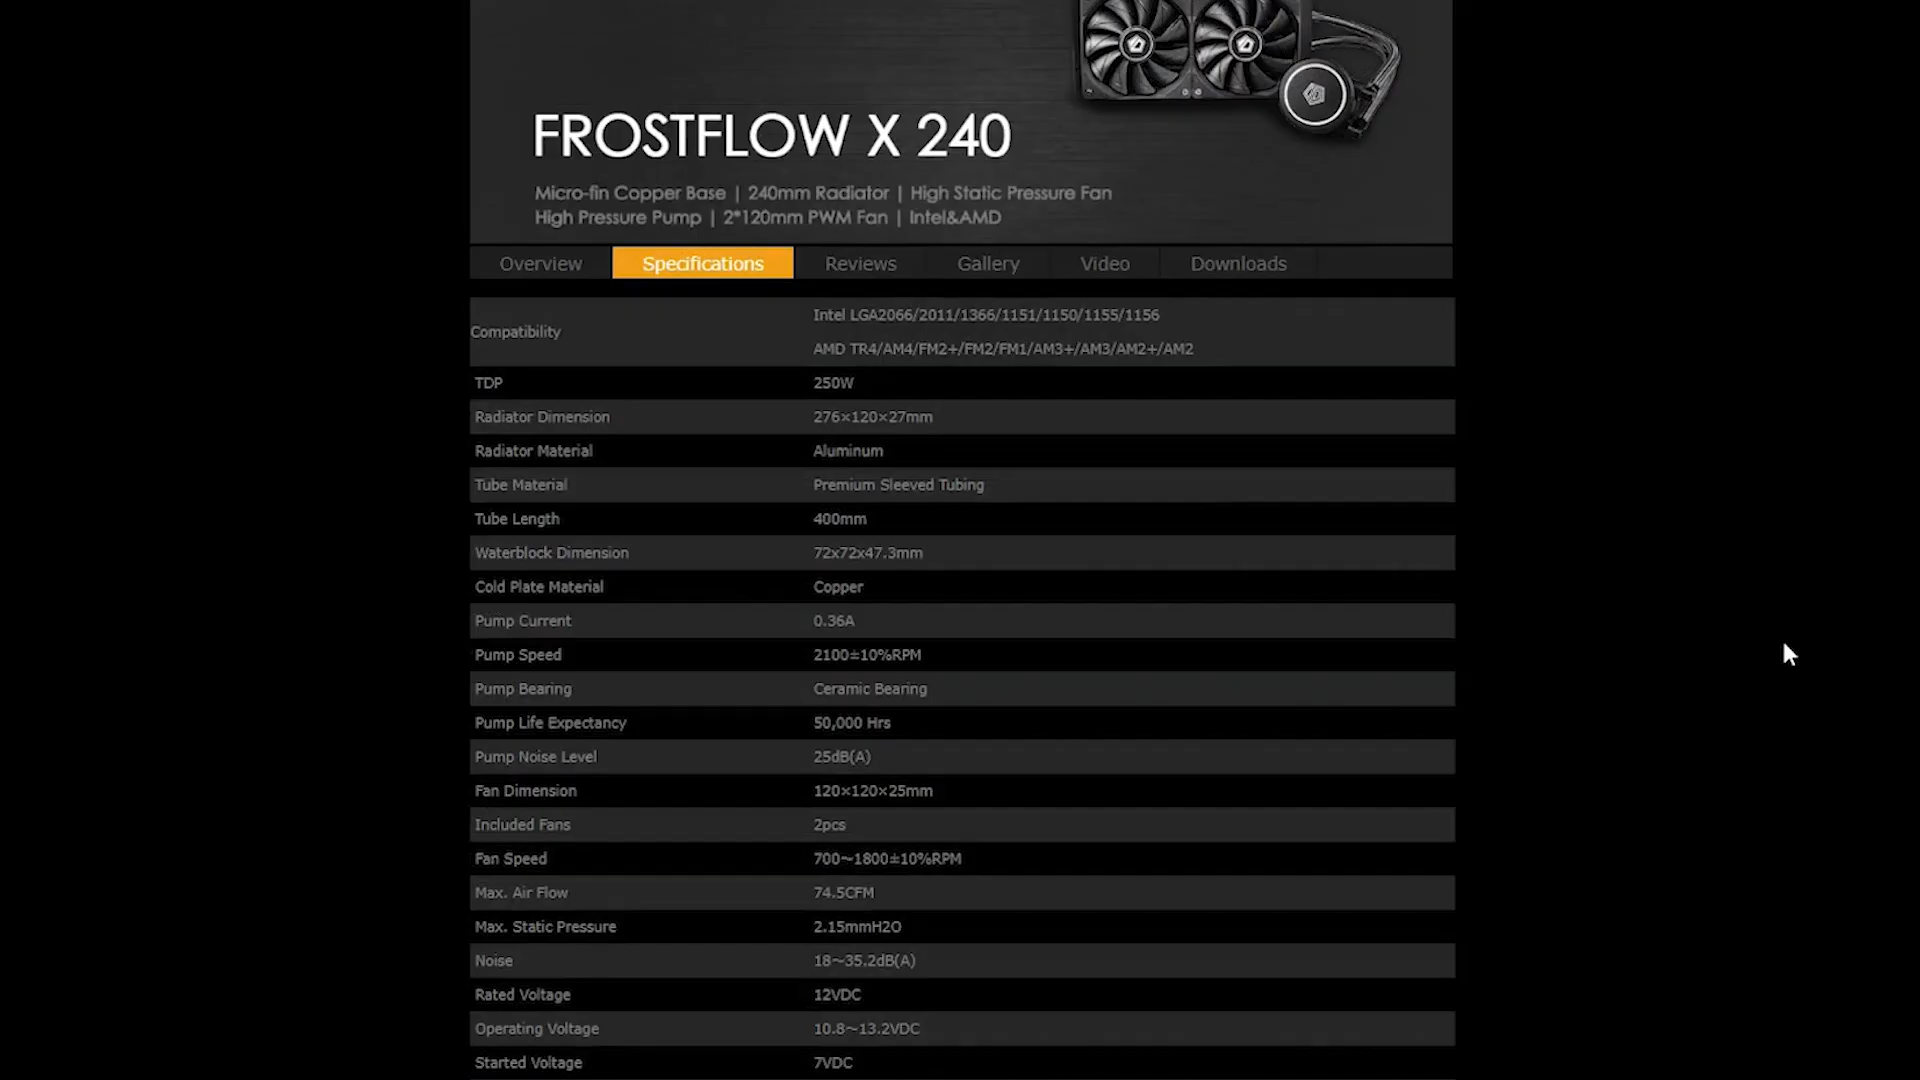 FROSTFLOW X 240
Micro-fin Copper Base | 240mm Radiator | High Static Pressure Fan
High Pressure Pump | 2*120mm PWM Fan | Intel&AMD
Overview Specifications Reviews Gallery Video Downloads
Compatibility Intel LGA2066/2011/1366/1151/1150/1155/1156
AMD TR4/AM4/FM2+/FM2/FM1/AM3+/AM3/AM2+/AM2
TDP 250W
Radiator Dimension 276×120×27mm
Radiator Material Aluminum
Tube Material Premium Sleeved Tubing
Tube Length 400mm
Waterblock Dimension 72x72x47.3mm
Cold Plate Material Copper
Pump Current 0.36A
Pump Speed 2100±10%RPM
Pump Bearing Ceramic Bearing
Pump Life Expectancy 50,000 Hrs
Pump Noise Level 25dB(A)
Fan Dimension 120×120×25mm
Included Fans 2pcs
Fan Speed 700~1800±10%RPM
Max. Air Flow 74.5CFM
Max. Static Pressure 2.15mmH2O
Noise 18~35.2dB(A)
Rated Voltage 12VDC
Operating Voltage 10.8~13.2VDC
Started Voltage 7VDC